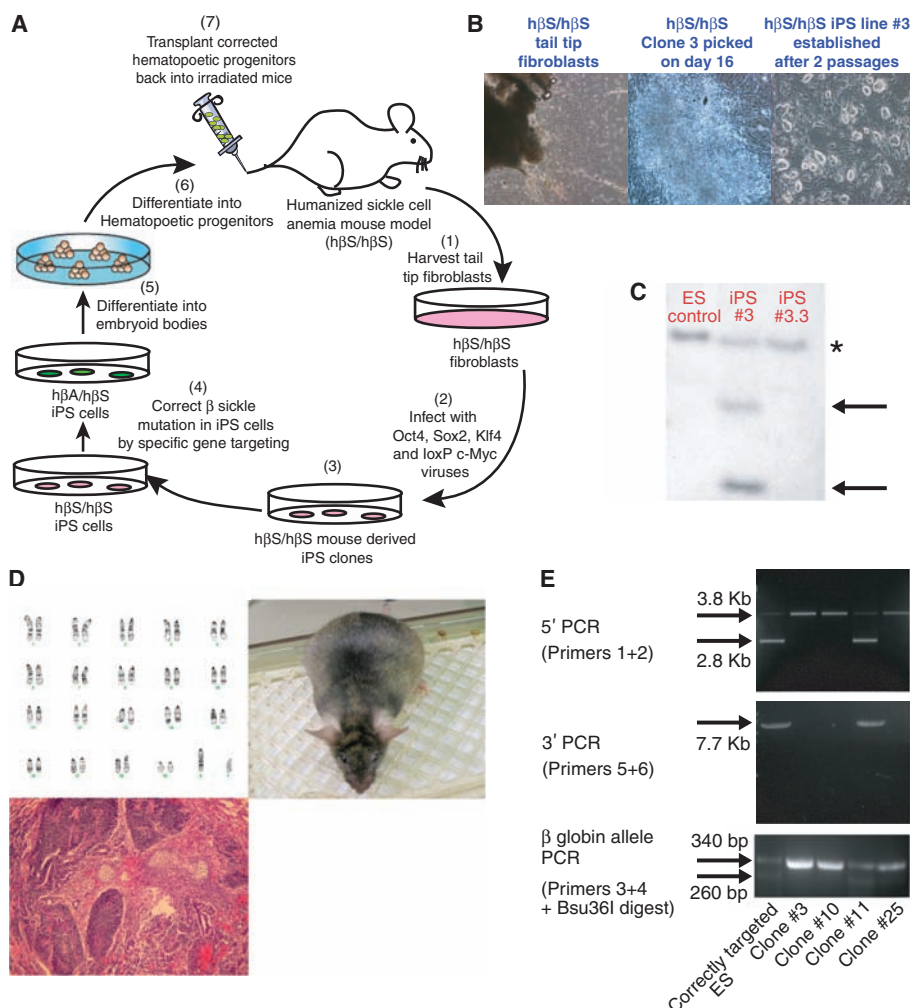 A
(7)
Transplant corrected
hematopoetic progenitors
back into irradiated mice
(6)
Differentiate into
Hematopoetic progenitors
Humanized sickle cell
anemia mouse model
(hβS/hβS)
(1)
Harvest tail
tip fibroblasts
hβS/hβS
fibroblasts
(5)
Differentiate into
embryoid bodies
hβA/hβS
iPS cells
(4)
Correct β sickle
mutation in iPS cells
by specific gene targeting
(2)
Infect with
Oct4, Sox2, Klf4
and loxP c-Myc
viruses
(3)
hβS/hβS
iPS cells
hβS/hβS mouse derived
iPS clones
B
hβS/hβS
tail tip
fibroblasts
hβS/hβS
Clone 3 picked
on day 16
hβS/hβS iPS line #3
established
after 2 passages
C
ES
control
iPS
#3
iPS
#3.3
*
D
E
5′ PCR
(Primers 1+2)
3.8 Kb
2.8 Kb
3′ PCR
(Primers 5+6)
7.7 Kb
β globin allele
PCR
(Primers 3+4
+ Bsu36I digest)
340 bp
260 bp
Correctly targeted
ES
Clone #3
Clone #10
Clone #11
Clone #25